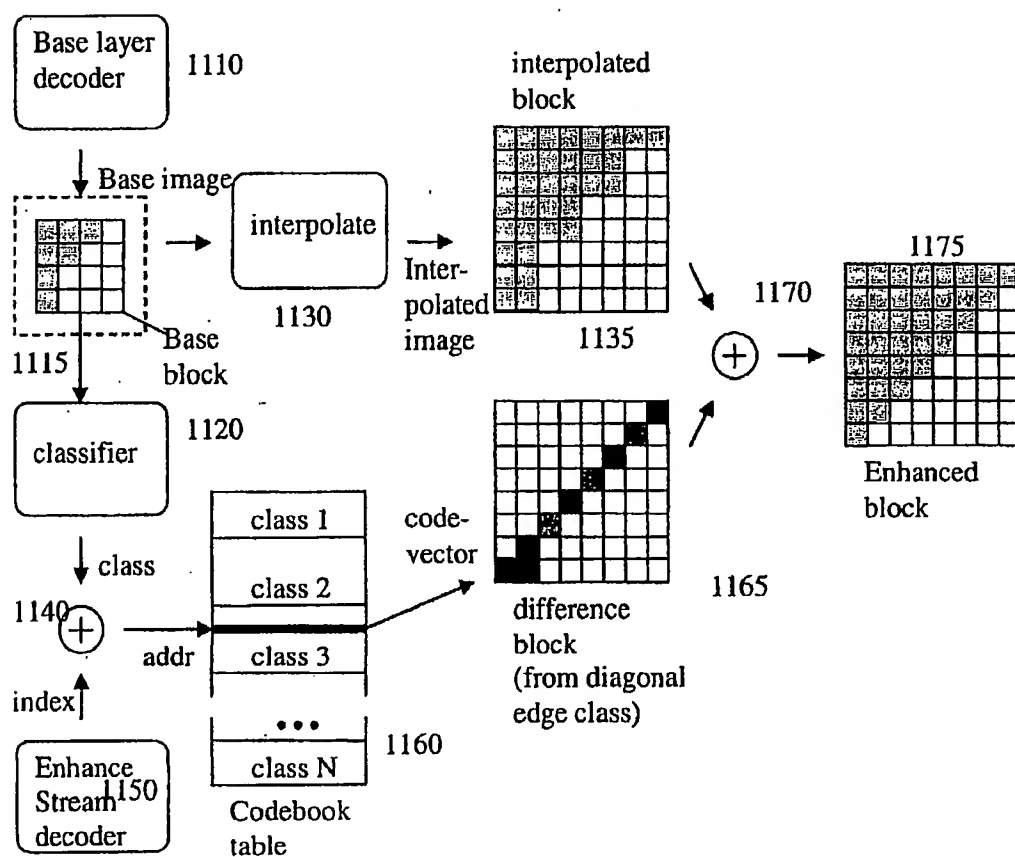 Base layer
decoder
1110
Base image
interpolate
1130
Inter-
polated
image
interpolated
block
1135
1115
Base
block
1170
1175
Enhanced
block
classifier
1120
class
1140
addr
index
Enhance
Stream
decoder
1150
class 1
class 2
class 3
•••
class N
1160
Codebook
table
code-
vector
1165
difference
block
(from diagonal
edge class)